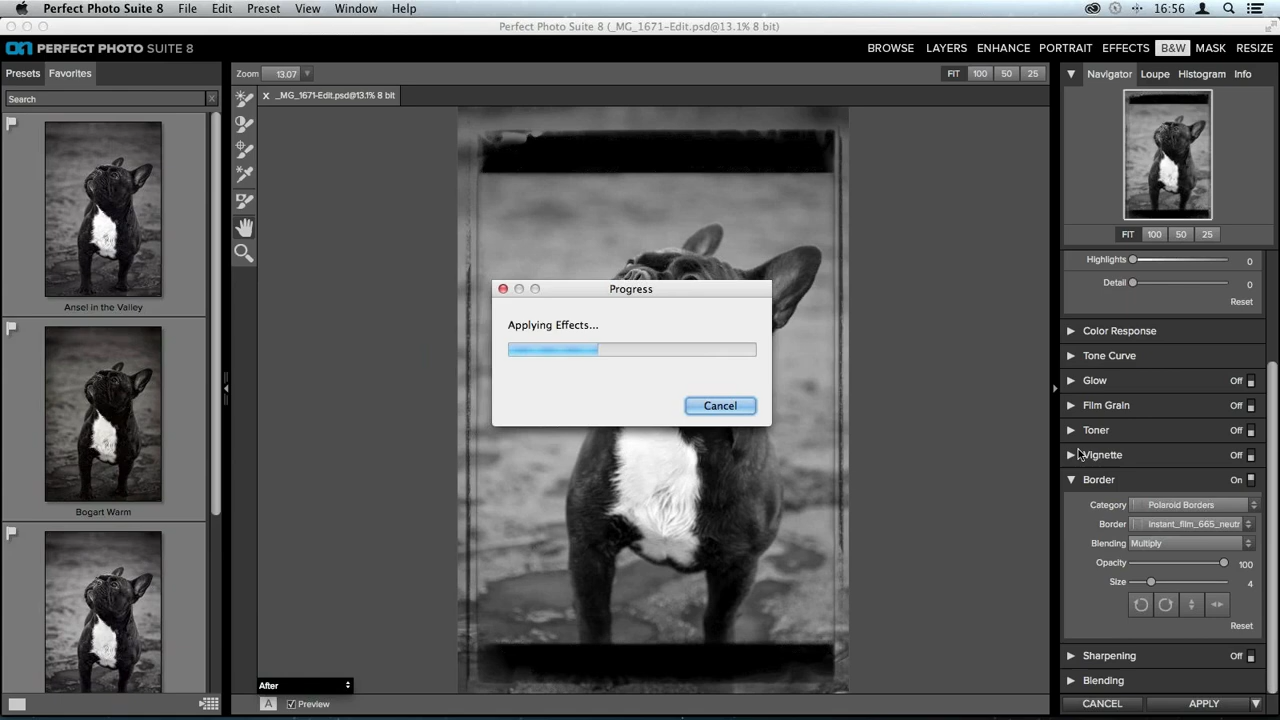 Perfect Photo Suite 8 File Edit Preset View Window Help 16:56
Perfect Photo Suite 8 (_MG_1671-Edit.psd@13.1% 8 bit)
on PERFECT PHOTO SUITE 8 BROWSE LAYERS ENHANCE PORTRAIT EFFECTS B&W MASK RESIZE
Presets Favorites
Zoom 13.07 FIT 100 50 25
Navigator Loupe Histogram Info
Search X
X _MG_1671-Edit.psd@13.1% 8 bit
FIT 100 50 25
Highlights 0
Detail 0
Reset
Ansel in the Valley
Bogart Warm
Progress
Applying Effects...
Cancel
Color Response
Tone Curve
Glow Off
Film Grain Off
Toner Off
Vignette Off
Border On
Category Polaroid Borders
Border instant_film_665_neutr
Blending Multiply
Opacity 100
Size 4
Reset
Sharpening Off
Blending
After
A Preview
CANCEL APPLY